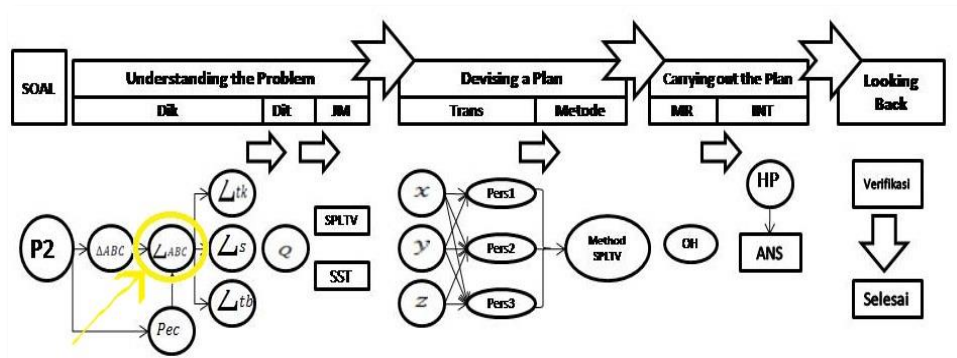 SOAL
Understanding the Problem
Dik Dit JM
Devising a Plan
Trans Metode
Carrying out the Plan
MR INT
Looking
Back
P2
ΔABC
∠ABC
Pec
∠tk
∠s
∠tb
Q
SPLTV
SST
x
y
z
Pers1
Pers2
Pers3
Method
SPLTV
OH
HP
ANS
Verifikasi
Selesai